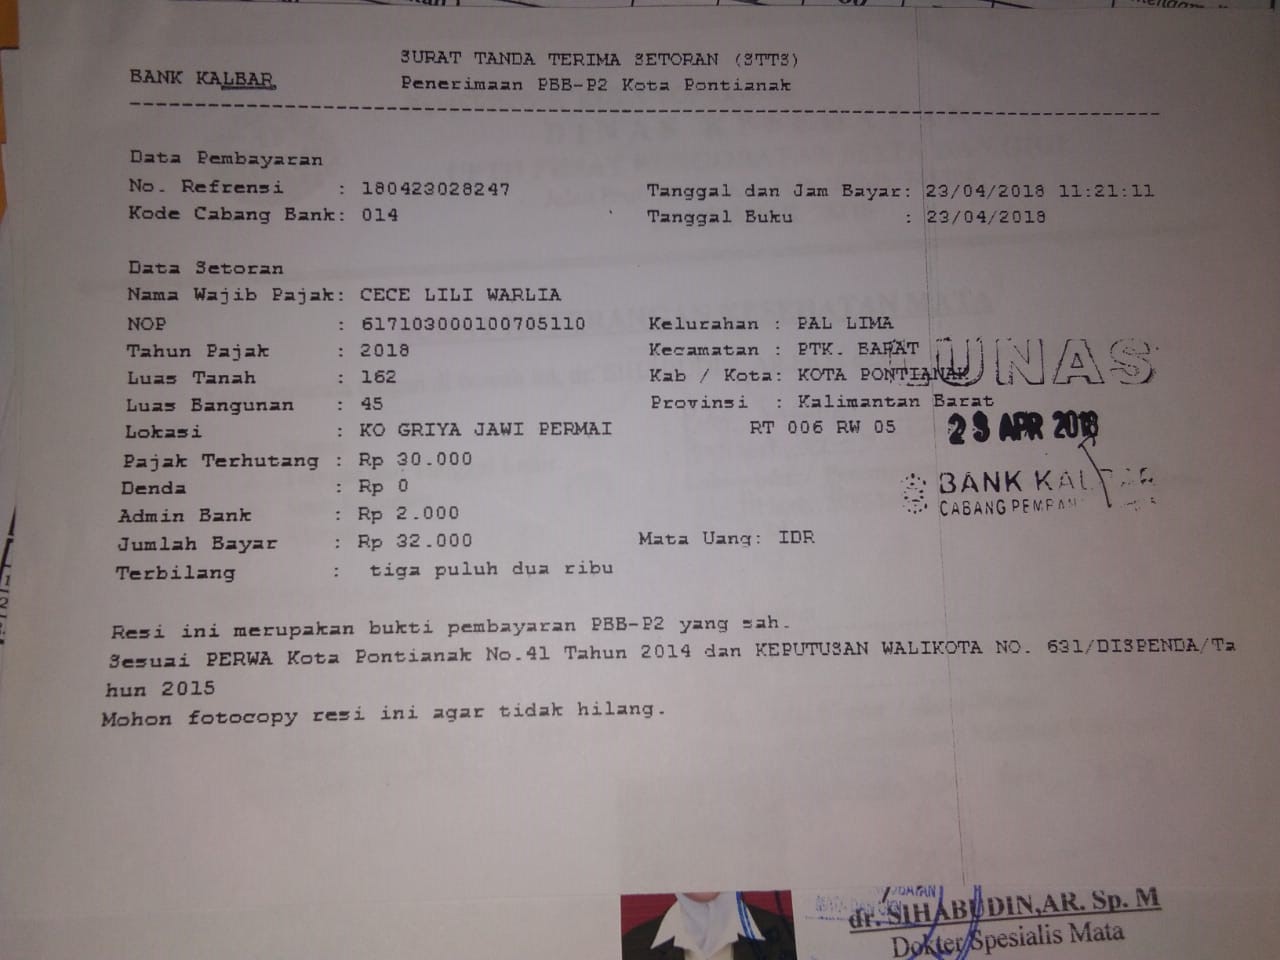 SURAT TANDA TERIMA SETORAN (STTS)
BANK KALBAR
Penerimaan PBB-P2 Kota Pontianak
Data Pembayaran
No. Refrensi : 180423028247 Tanggal dan Jam Bayar: 23/04/2018 11:21:11
Kode Cabang Bank: 014 Tanggal Buku : 23/04/2018
Data Setoran
Nama Wajib Pajak: CECE LILI WARLIA
NOP : 617103000100705110 Kelurahan : PAL LIMA
Tahun Pajak : 2018 Kecamatan : PTK. BARAT
LUNAS
Luas Tanah : 162 Kab / Kota: KOTA PONTIANAK
Luas Bangunan : 45 Provinsi : Kalimantan Barat
Lokasi : KO GRIYA JAWI PERMAI RT 006 RW 05
23 APR 2018
Pajak Terhutang : Rp 30.000
Denda : Rp 0
BANK KALBAR
CABANG
Admin Bank : Rp 2.000
Jumlah Bayar : Rp 32.000 Mata Uang: IDR
Terbilang : tiga puluh dua ribu
Resi ini merupakan bukti pembayaran PBB-P2 yang sah.
Sesuai PERWA Kota Pontianak No.41 Tahun 2014 dan KEPUTUSAN WALIKOTA NO. 631/DISPENDA/Ta
hun 2015
Mohon fotocopy resi ini agar tidak hilang.
dr. SIHABUDIN,AR. Sp. M
Dokter Spesialis Mata